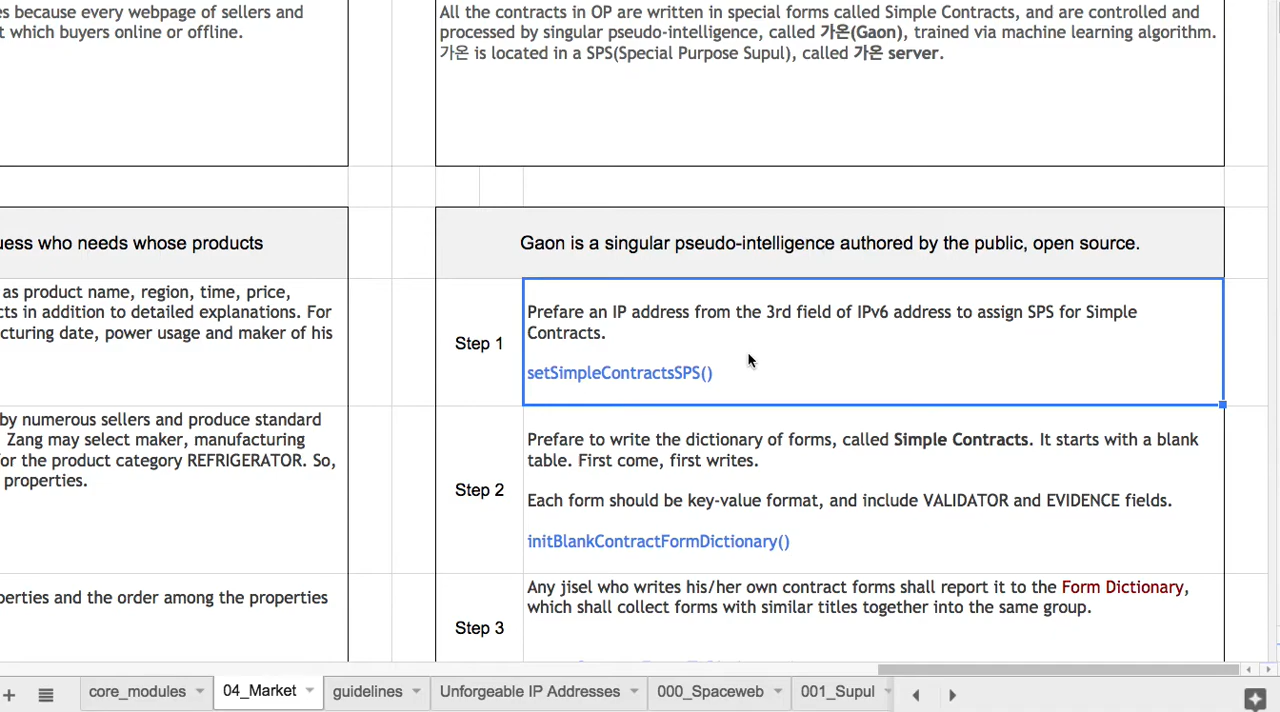 es because every webpage of sellers and
t which buyers online or offline.
All the contracts in OP are written in special forms called Simple Contracts, and are controlled and
processed by singular pseudo-intelligence, called 가온(Gaon), trained via machine learning algorithm.
가온 is located in a SPS(Special Purpose Supul), called 가온 server.
uess who needs whose products
Gaon is a singular pseudo-intelligence authored by the public, open source.
as product name, region, time, price,
cts in addition to detailed explanations. For
cturing date, power usage and maker of his
Step 1
Prefare an IP address from the 3rd field of IPv6 address to assign SPS for Simple
Contracts.
setSimpleContractsSPS()
by numerous sellers and produce standard
Zang may select maker, manufacturing
for the product category REFRIGERATOR. So,
properties.
Step 2
Prefare to write the dictionary of forms, called Simple Contracts. It starts with a blank
table. First come, first writes.
Each form should be key-value format, and include VALIDATOR and EVIDENCE fields.
initBlankContractFormDictionary()
perties and the order among the properties
Step 3
Any jisel who writes his/her own contract forms shall report it to the Form Dictionary,
which shall collect forms with similar titles together into the same group.
core_modules
04_Market
guidelines
Unforgeable IP Addresses
000_Spaceweb
001_Supul